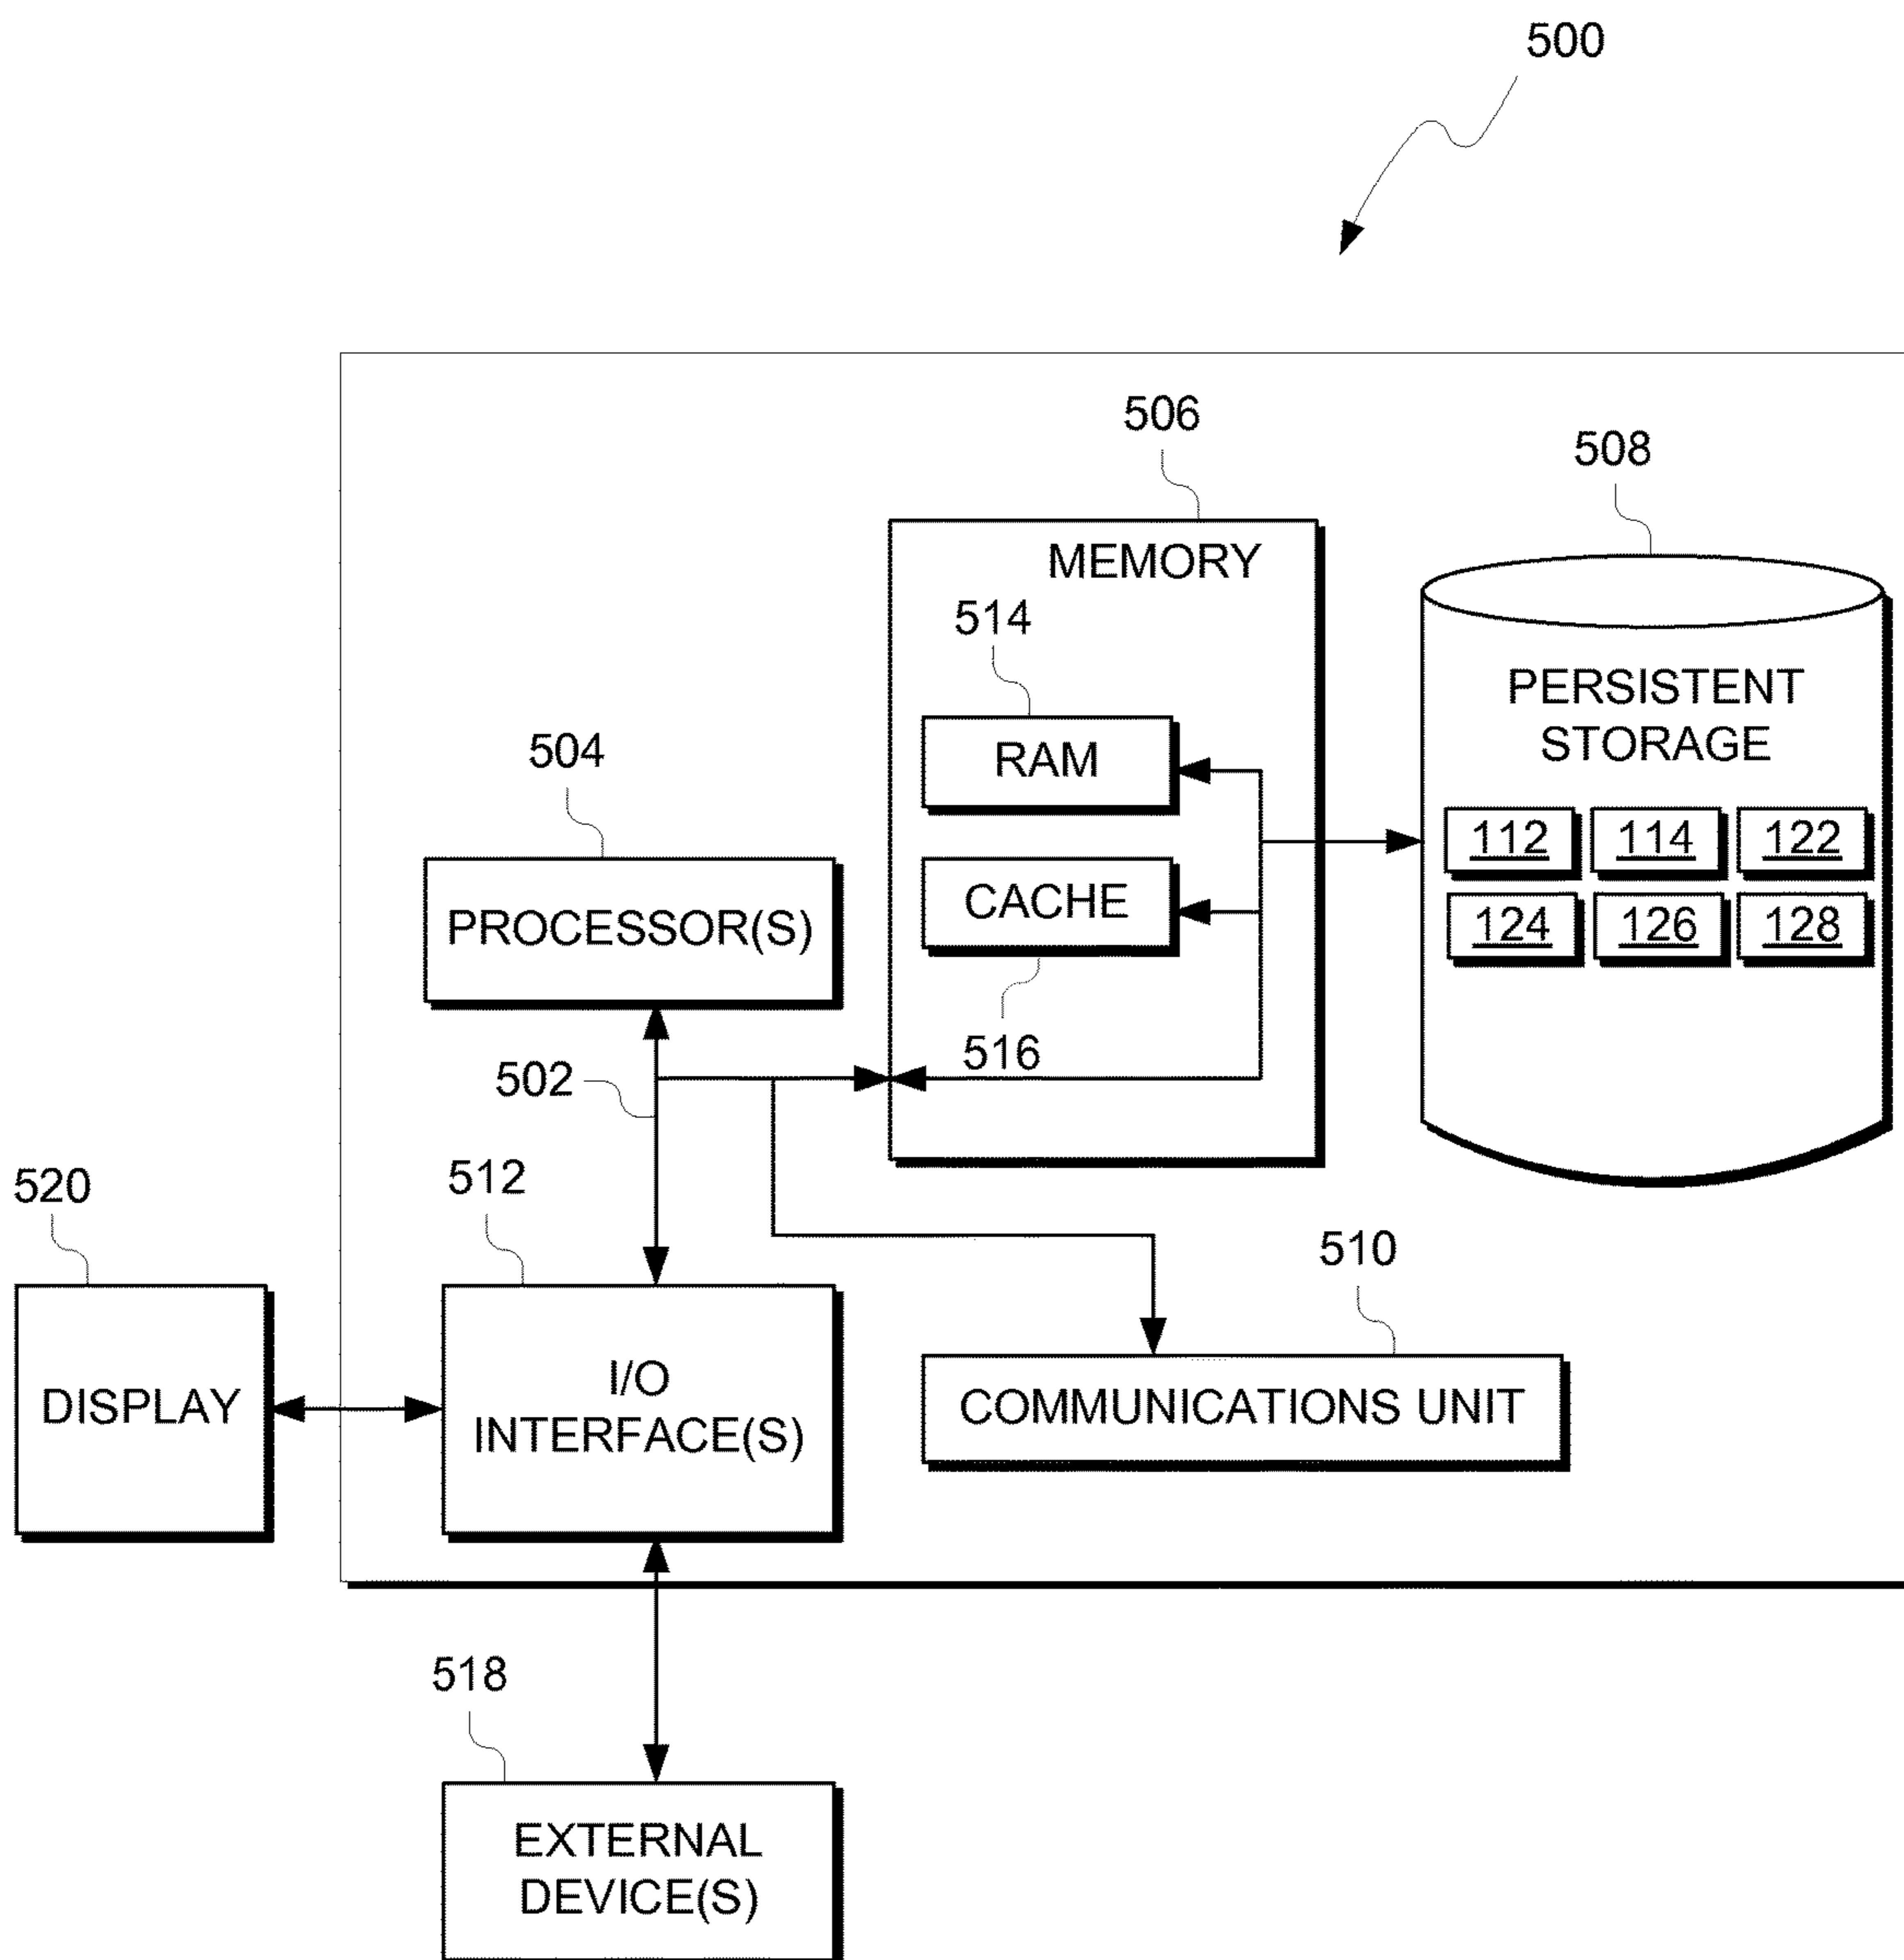 500
506
508
MEMORY
514
PERSISTENT
STORAGE
RAM
504
112 114 122
CACHE
PROCESSOR(S)
124 126 128
516
502
520
512
510
I/O
INTERFACE(S)
DISPLAY
COMMUNICATIONS UNIT
518
EXTERNAL
DEVICE(S)